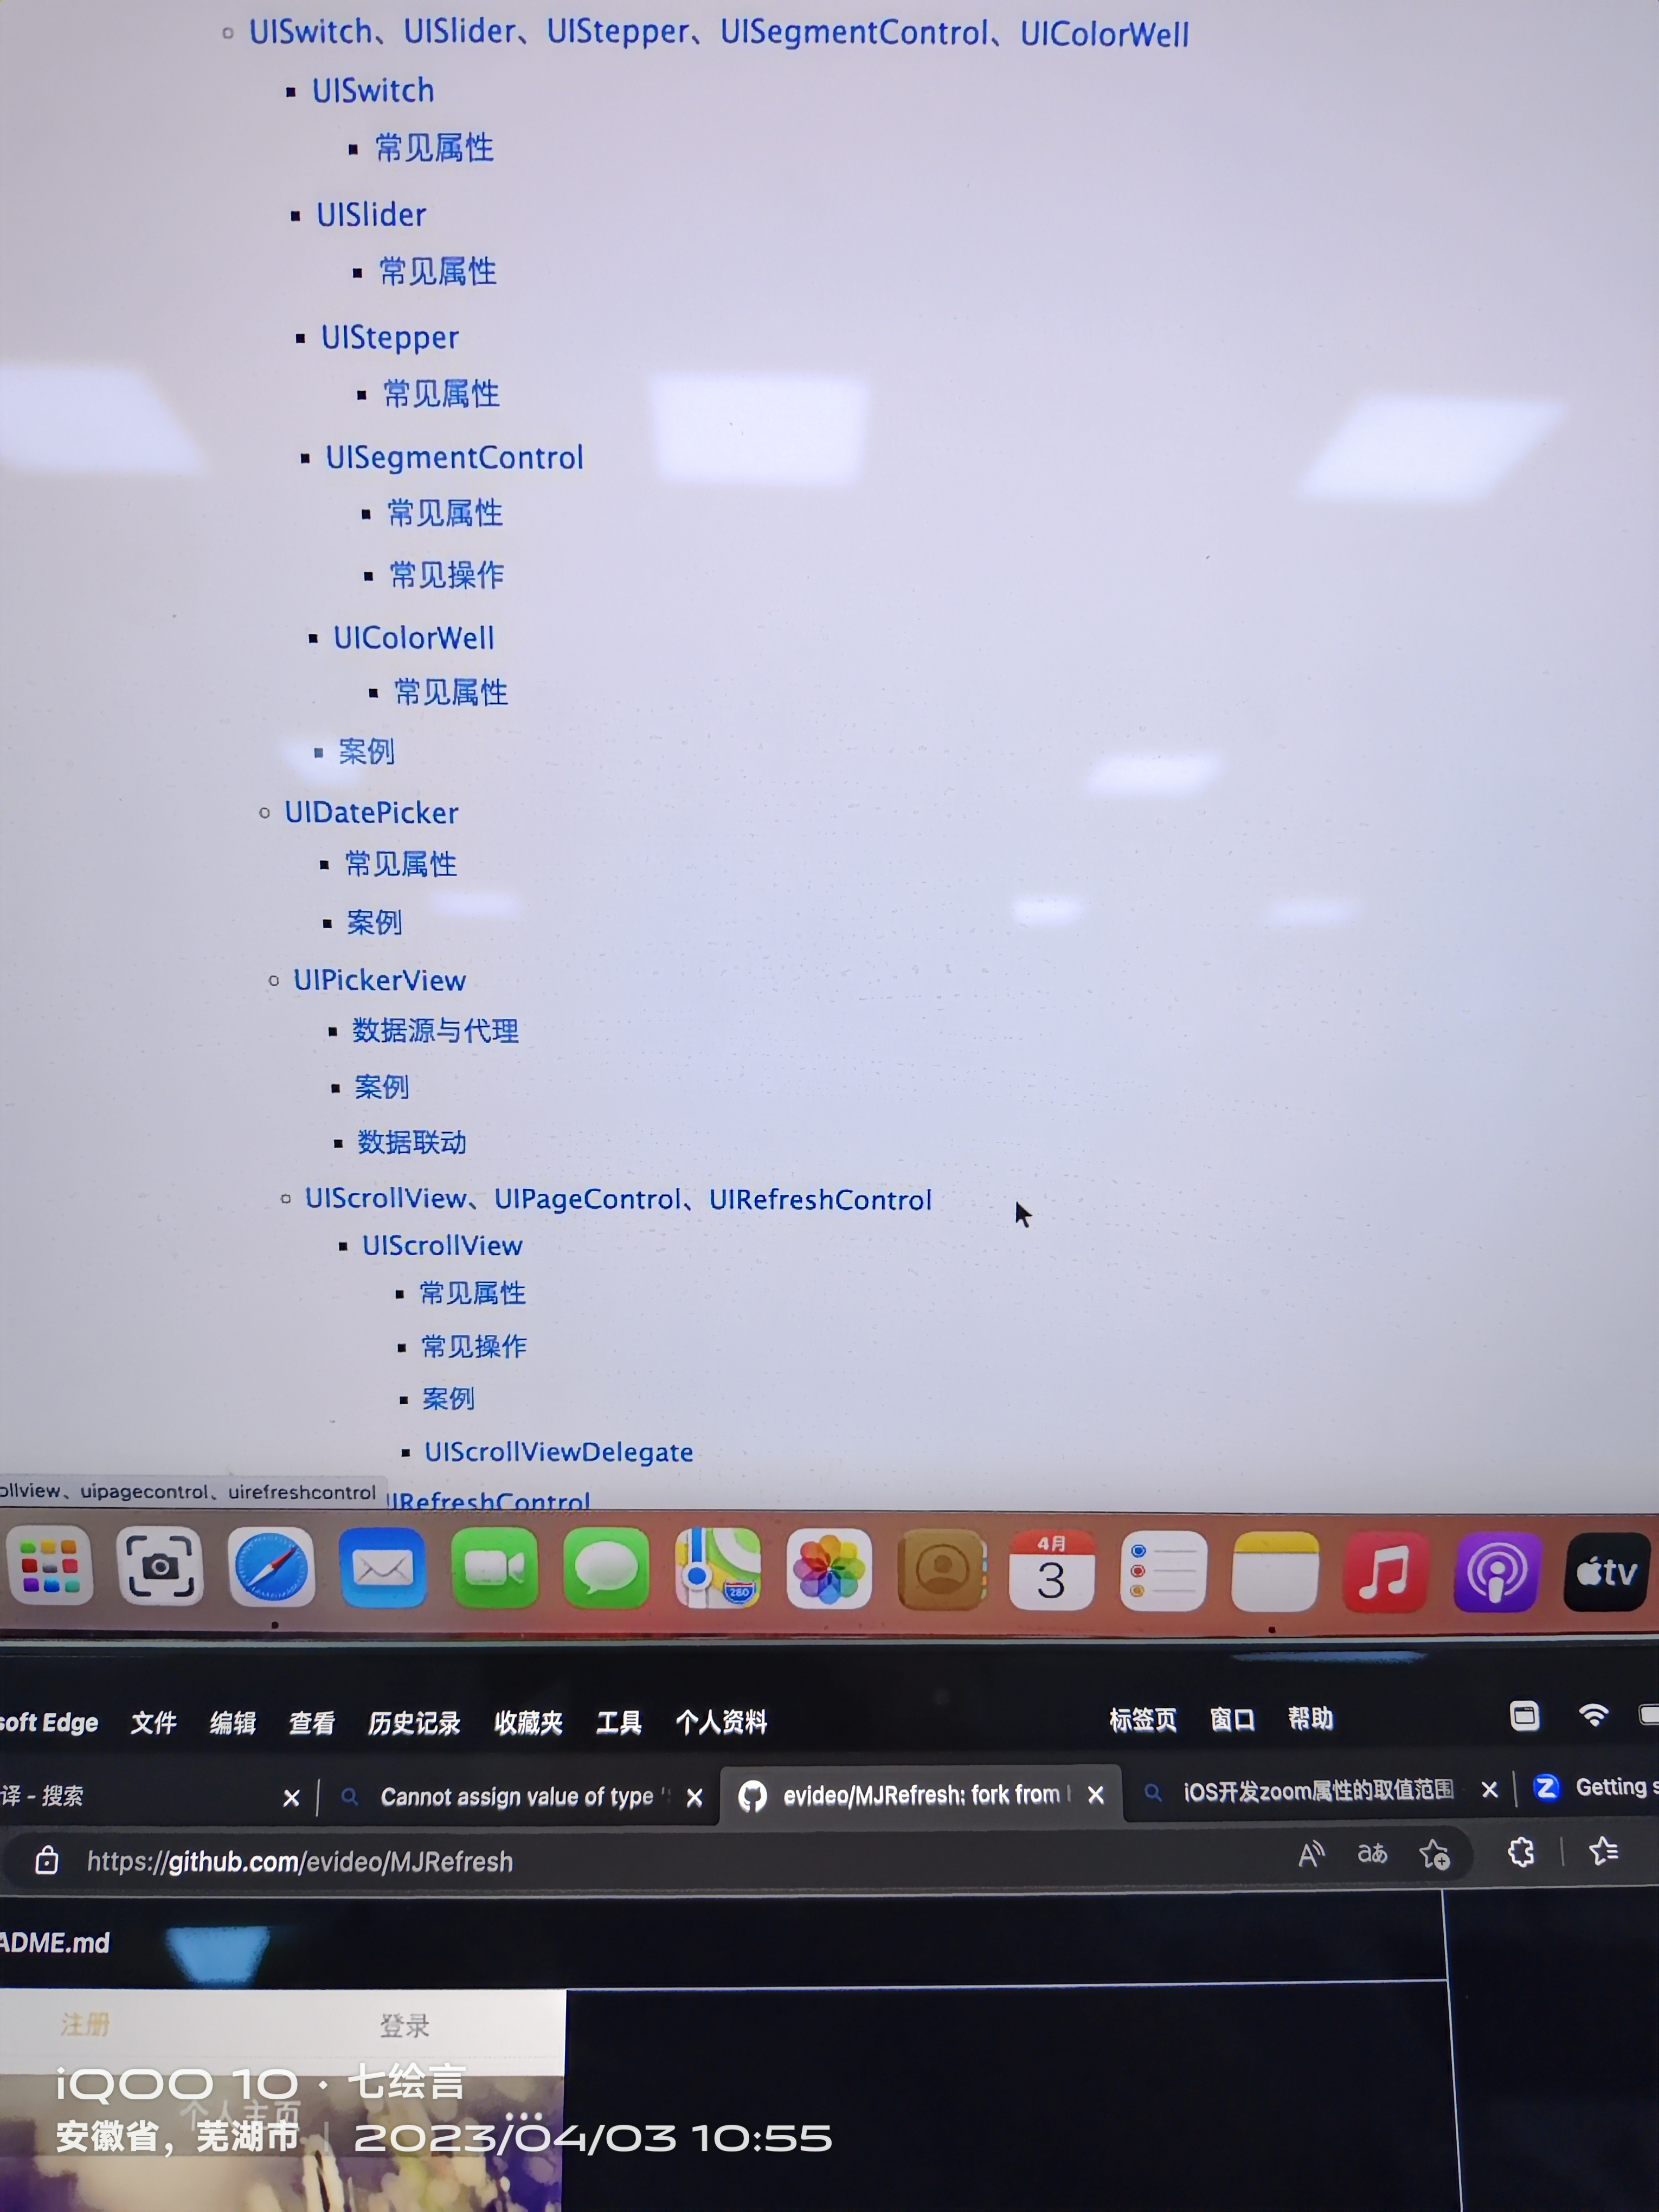 UISwitch、UISlider、UIStepper、UISegmentControl、UIColorWell
UISwitch
常见属性
UISlider
常见属性
UIStepper
常见属性
UISegmentControl
常见属性
常见操作
UIColorWell
常见属性
案例
UIDatePicker
常见属性
案例
UIPickerView
数据源与代理
案例
数据联动
UIScrollView、UIPageControl、UIRefreshControl
UIScrollView
常见属性
常见操作
案例
UIScrollViewDelegate
ollview、uipagecontrol、uirefreshcontrol
UIRefreshControl
280
4月
3
tv
soft Edge 文件 编辑 查看 历史记录 收藏夹 工具 个人资料 标签页 窗口 帮助
译 - 搜索 Cannot assign value of type evideo/MJRefresh: fork from iOS开发zoom属性的取值范围 Getting s
https://github.com/evideo/MJRefresh
ADME.md
注册 登录
iQOO 10 · 七绘言
个人主页
安徽省，芜湖市 | 2023/04/03 10:55